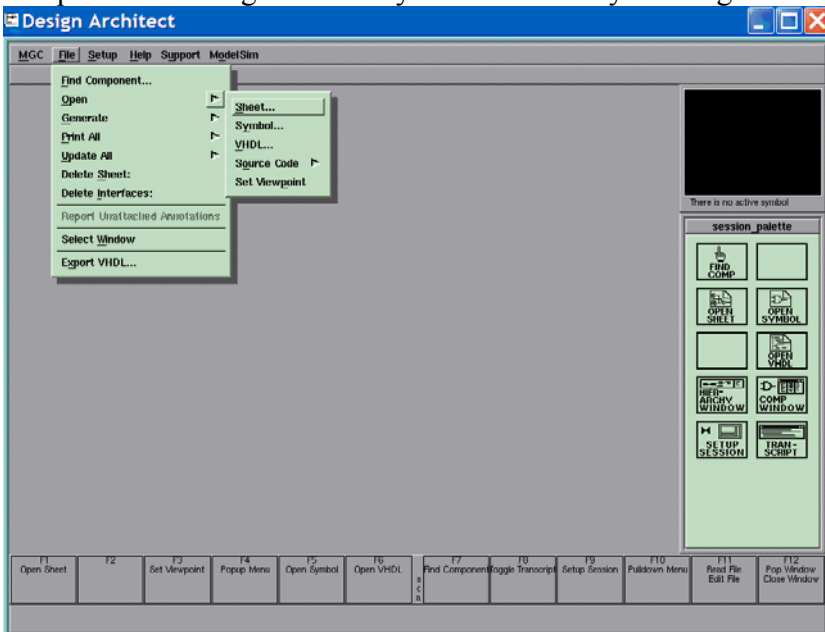 Design Architect
MGC File Setup Help Support ModelSim
Find Component...
Open
Generate
Print All
Update All
Delete Sheet:
Delete Interfaces:
Report Unattached Annotations
Select Window
Export VHDL...
Sheet...
Symbol...
VHDL...
Source Code
Set Viewpoint
There is no active symbol
session_palette
FIND
COMP
OPEN
SHEET
OPEN
SYMBOL
OPEN
VHDL
HIER-
ARCHY
WINDOW
COMP
WINDOW
SETUP
SESSION
TRAN-
SCRIPT
F1
Open Sheet
F2
F3
Set Viewpoint
F4
Popup Menu
F5
Open Symbol
F6
Open VHDL
s
c
a
F7
Find Component
F8
Toggle Transcript
F9
Setup Session
F10
Pulldown Menu
F11
Read File
Edit File
F12
Pop Window
Close Window